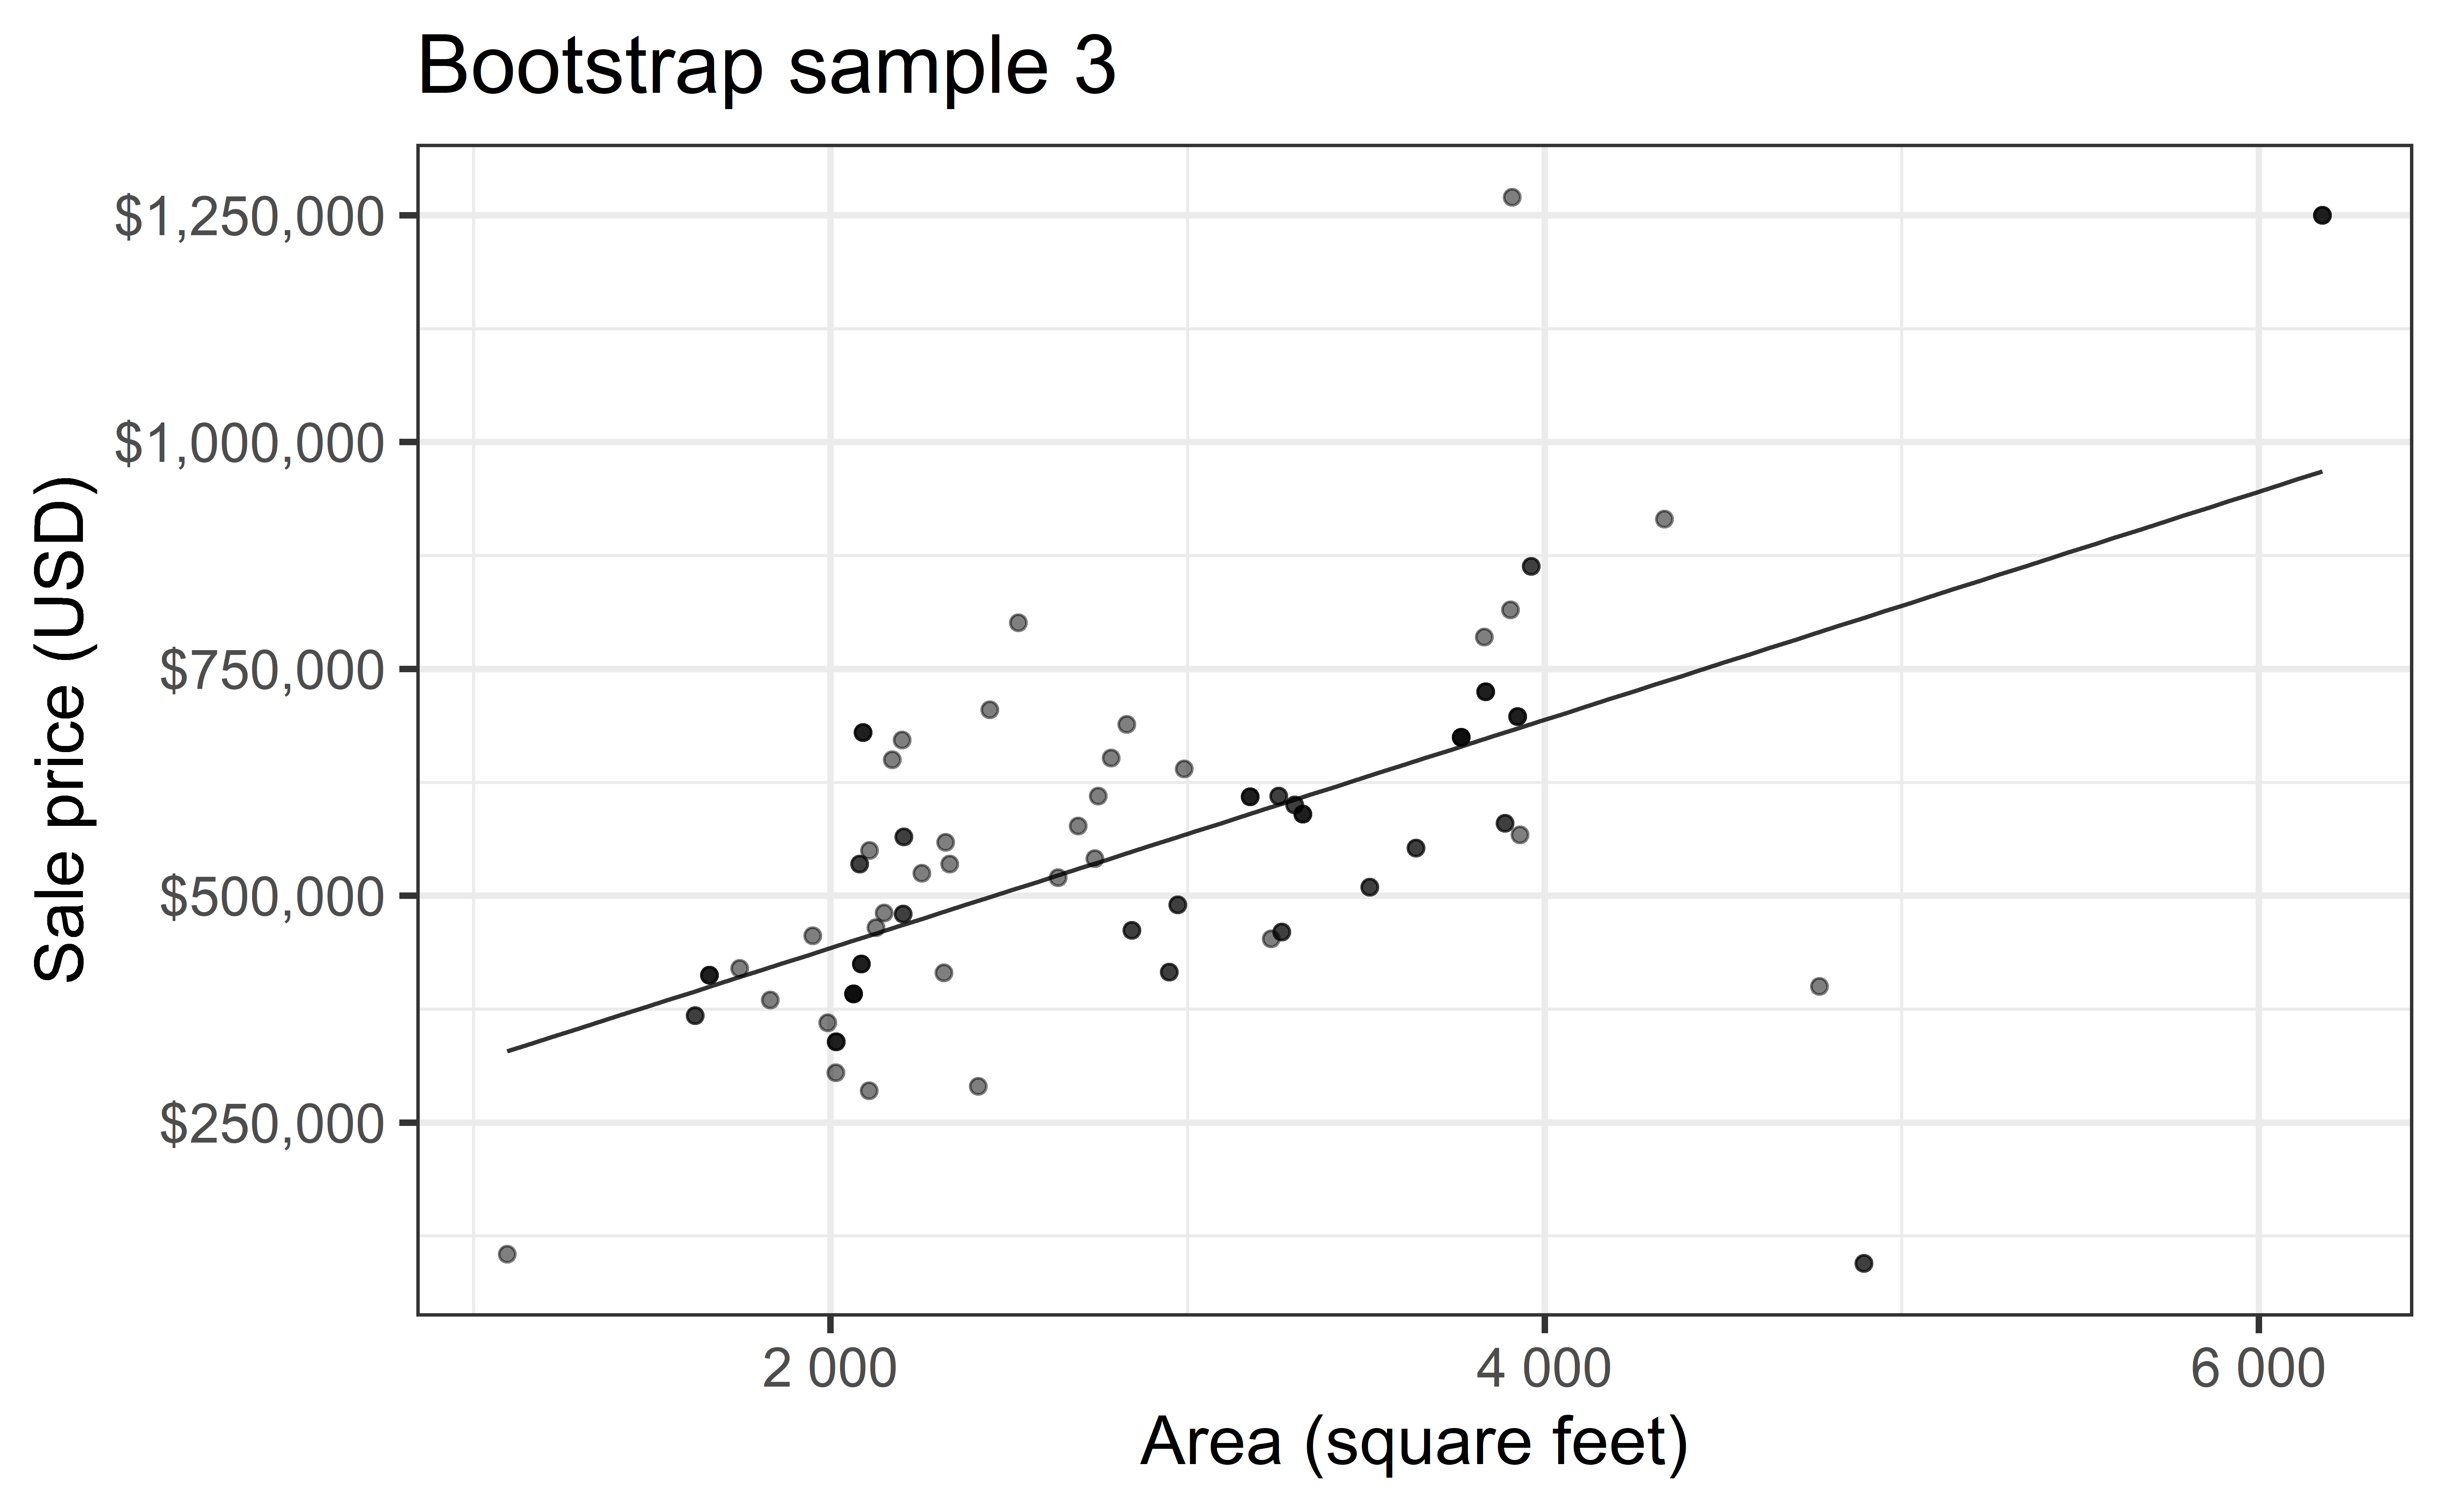 Bootstrap sample 3
$1,250,000
$1,000,000
$750,000
$500,000
$250,000
Sale price (USD)
2 000
4 000
6 000
Area (square feet)